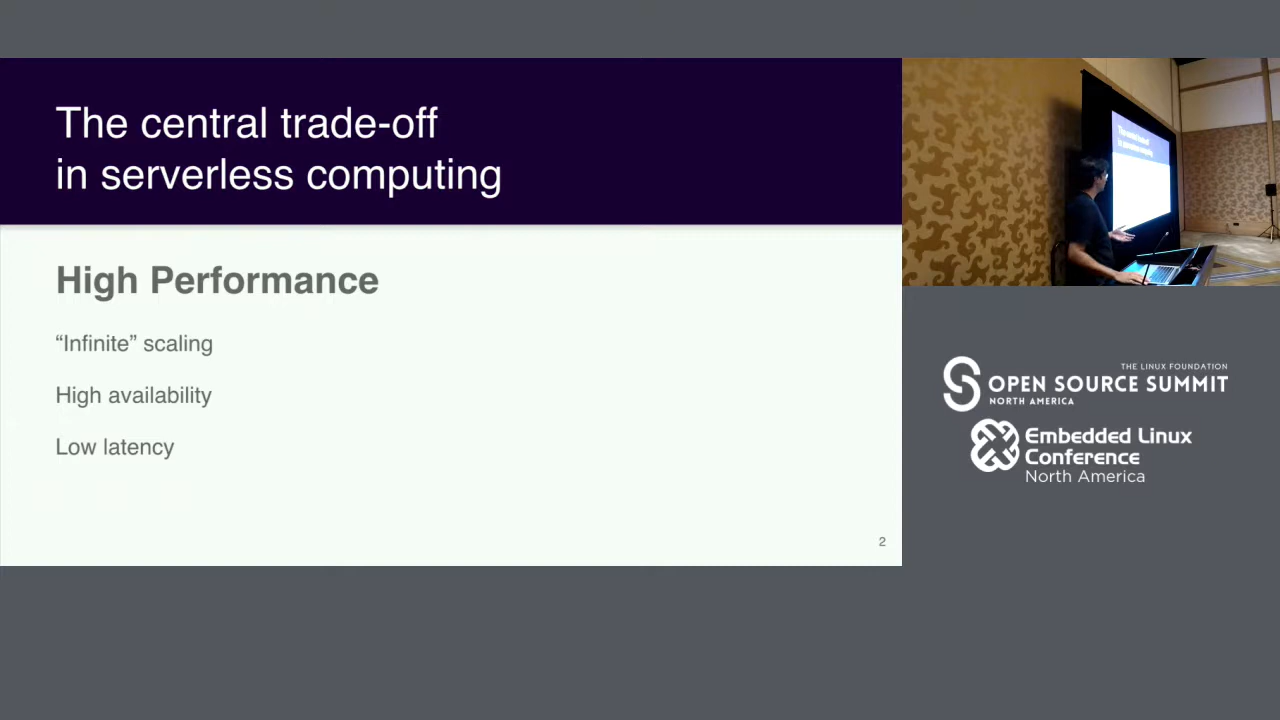 The central trade-off
in serverless computing
High Performance
“Infinite” scaling
High availability
Low latency
2
THE LINUX FOUNDATION
OPEN SOURCE SUMMIT
NORTH AMERICA
Embedded Linux
Conference
North America